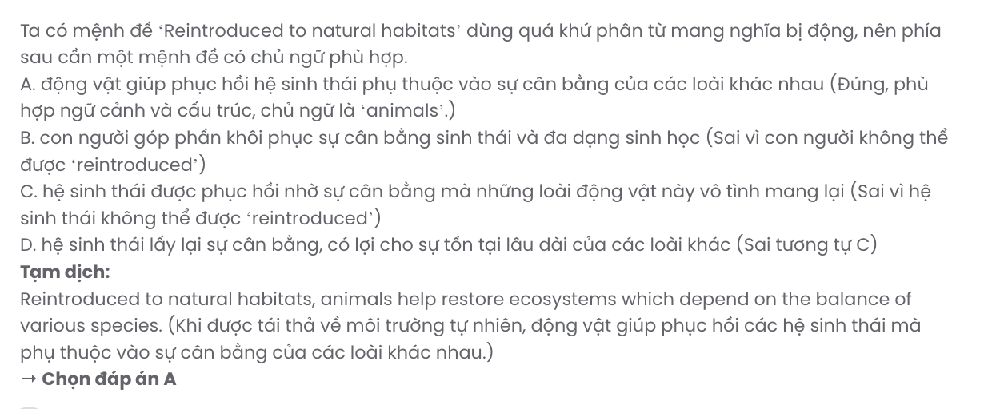 Ta có mệnh đề ‘Reintroduced to natural habitats’ dùng quá khứ phân từ mang nghĩa bị động, nên phía
sau cần một mệnh đề có chủ ngữ phù hợp.
A. động vật giúp phục hồi hệ sinh thái phụ thuộc vào sự cân bằng của các loài khác nhau (Đúng, phù
hợp ngữ cảnh và cấu trúc, chủ ngữ là ‘animals’.)
B. con người góp phần khôi phục sự cân bằng sinh thái và đa dạng sinh học (Sai vì con người không thể
được ‘reintroduced’)
C. hệ sinh thái được phục hồi nhờ sự cân bằng mà những loài động vật này vô tình mang lại (Sai vì hệ
sinh thái không thể được ‘reintroduced’)
D. hệ sinh thái lấy lại sự cân bằng, có lợi cho sự tồn tại lâu dài của các loài khác (Sai tương tự C)
Tạm dịch:
Reintroduced to natural habitats, animals help restore ecosystems which depend on the balance of
various species. (Khi được tái thả về môi trường tự nhiên, động vật giúp phục hồi các hệ sinh thái mà
phụ thuộc vào sự cân bằng của các loài khác nhau.)
→ Chọn đáp án A